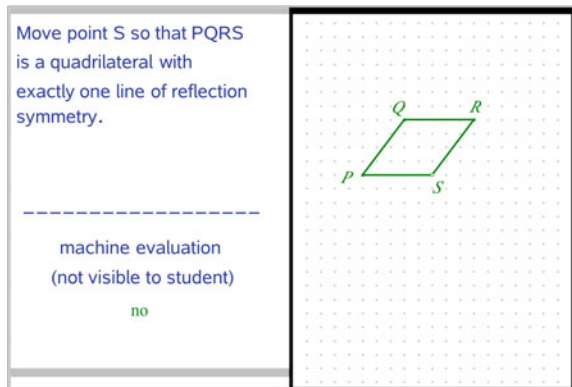 Move point S so that PQRS
is a quadrilateral with
exactly one line of reflection
symmetry.
machine evaluation
(not visible to student)
no
Q R
P S